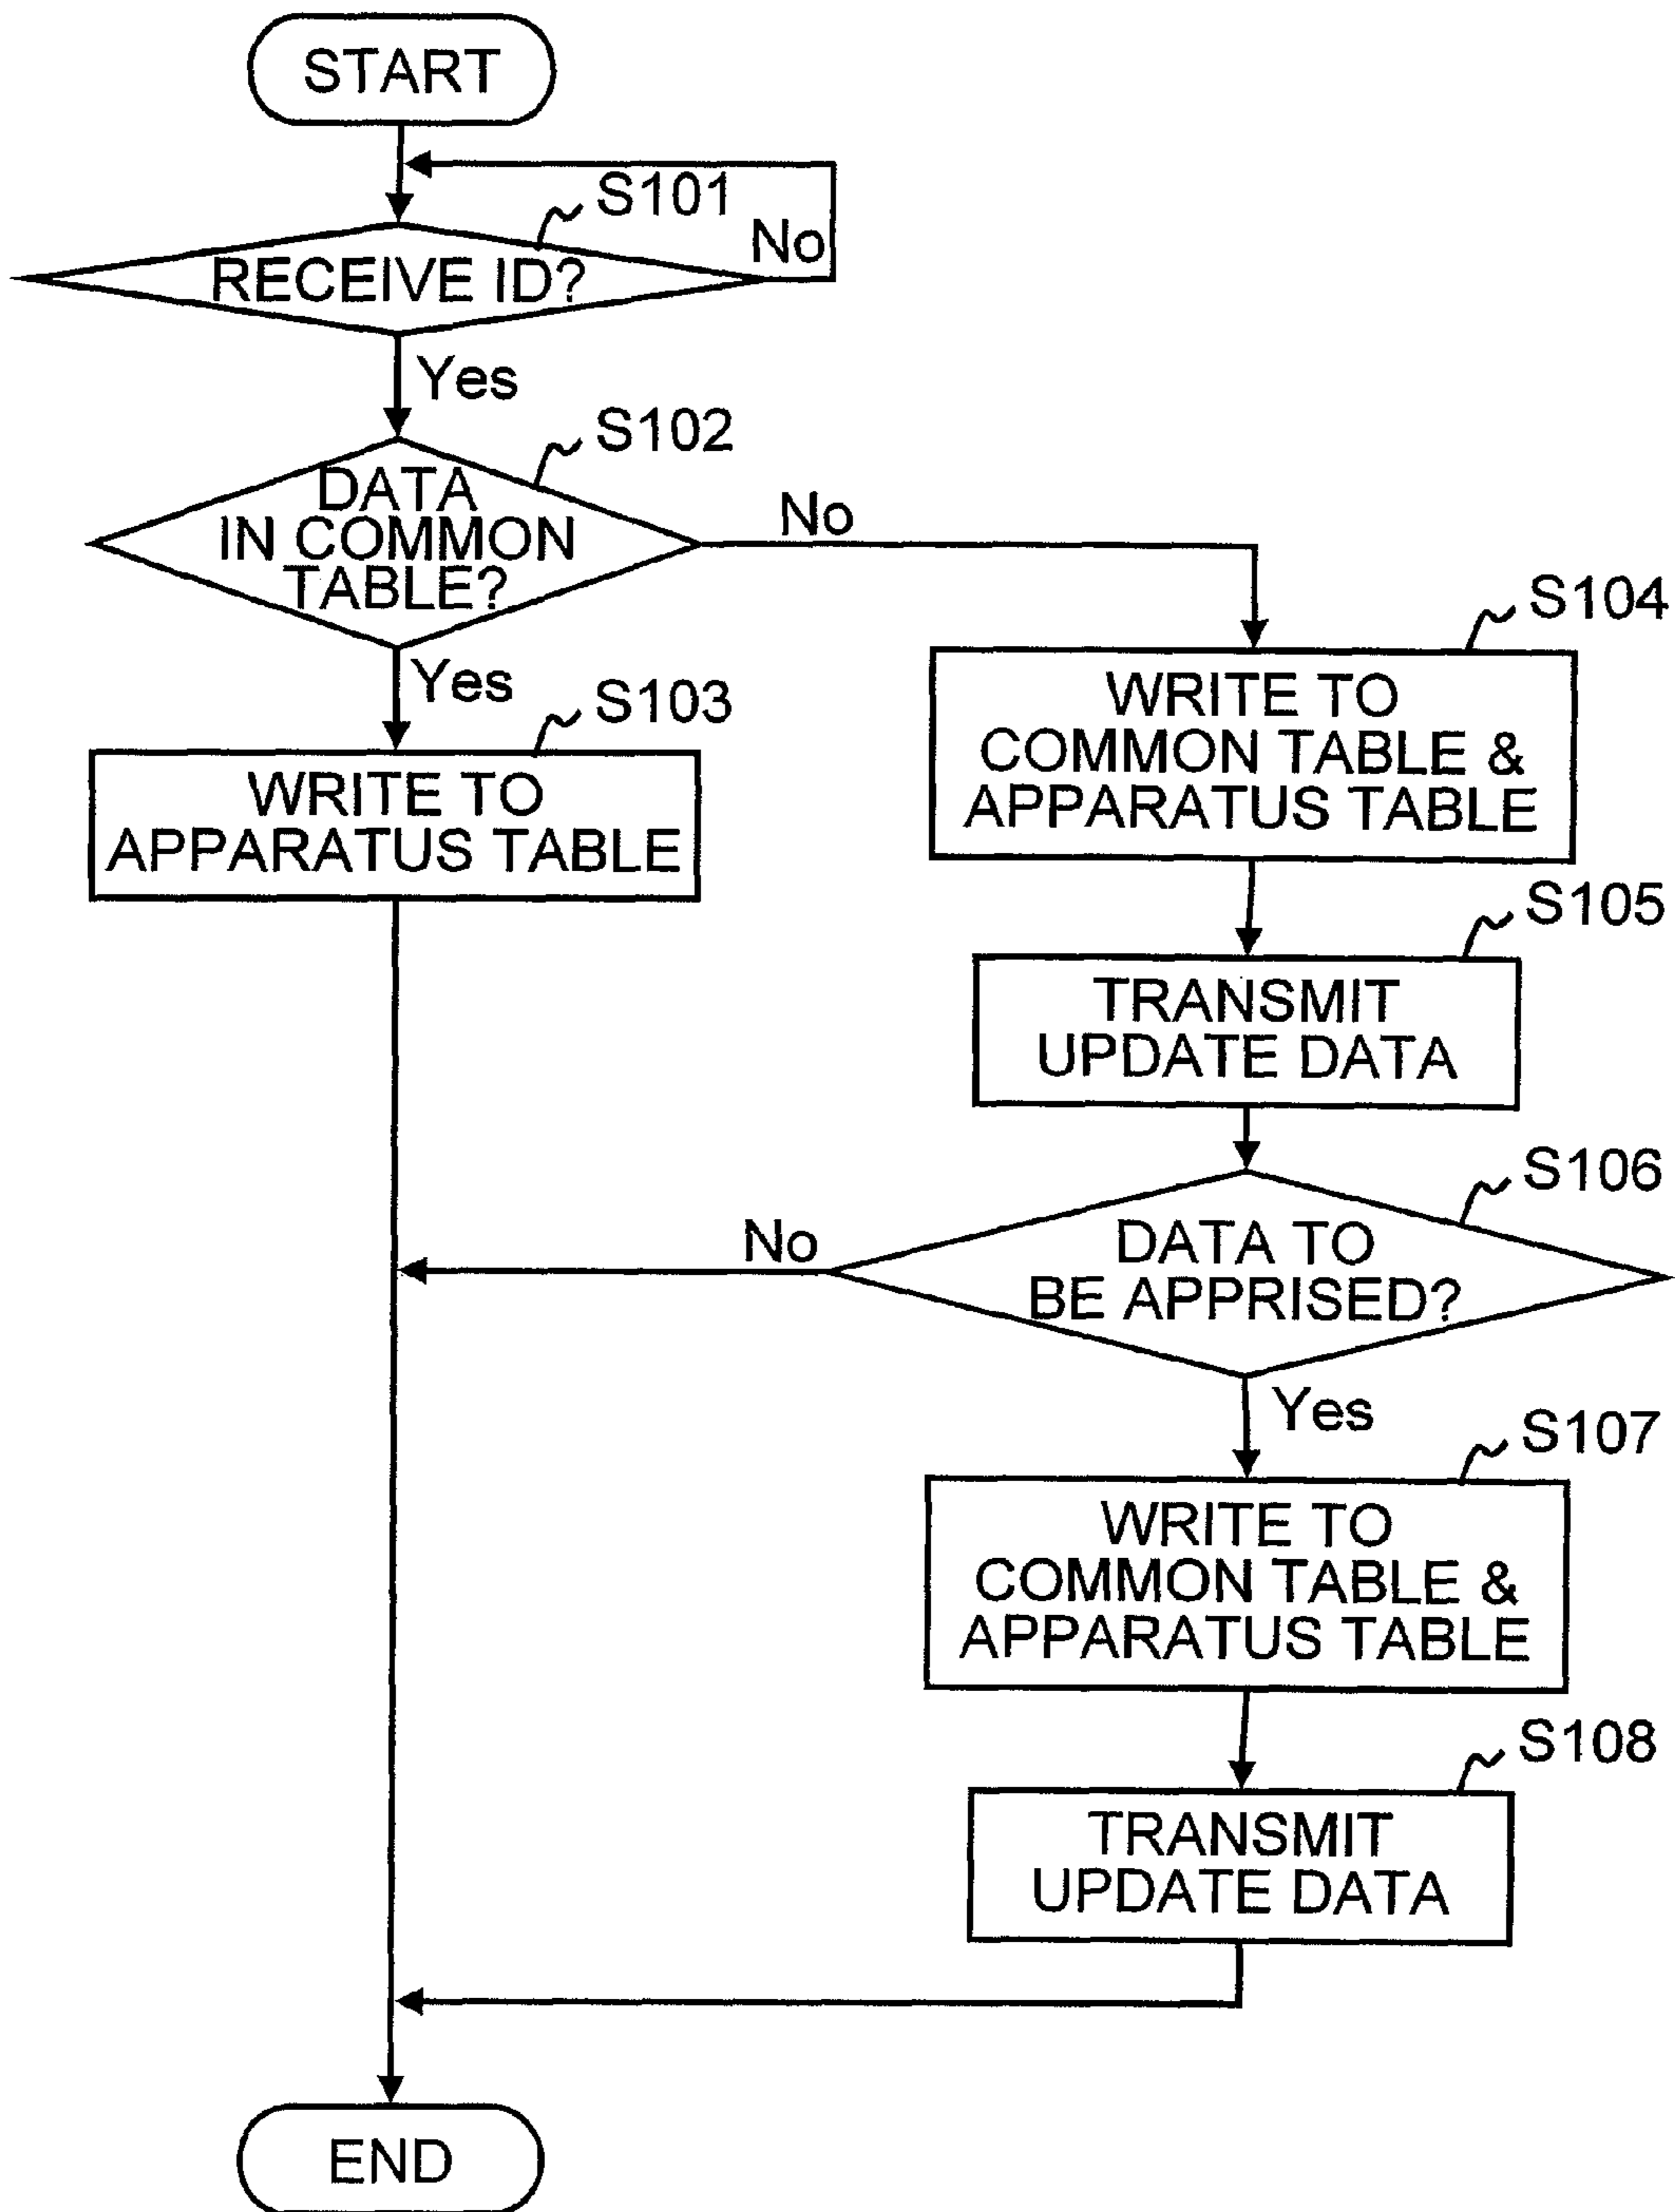 START
S101
No
RECEIVE ID?
Yes
S102
DATA
IN COMMON
TABLE?
No
Yes
S103
WRITE TO
APPARATUS TABLE
S104
WRITE TO
COMMON TABLE &
APPARATUS TABLE
S105
TRANSMIT
UPDATE DATA
S106
DATA TO
BE APPRISED?
No
Yes
S107
WRITE TO
COMMON TABLE &
APPARATUS TABLE
S108
TRANSMIT
UPDATE DATA
END